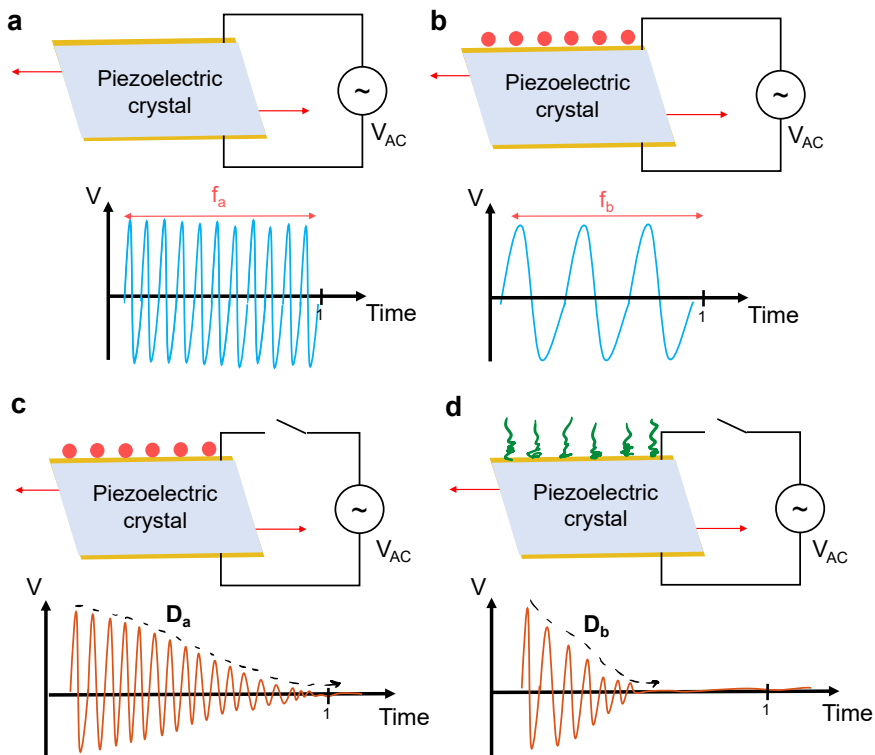 a
Piezoelectric
crystal
~
V_AC
V
f_a
1
Time
b
Piezoelectric
crystal
~
V_AC
V
f_b
1
Time
c
Piezoelectric
crystal
~
V_AC
V
D_a
1
Time
d
Piezoelectric
crystal
~
V_AC
V
D_b
1
Time